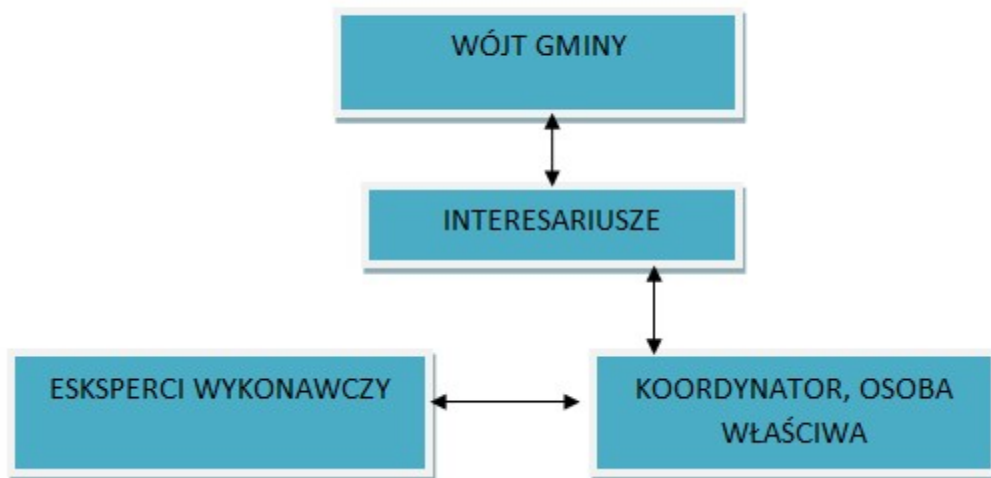 WÓJT GMINY
INTERESARIUSZE
ESKSPERCI WYKONAWCZY
KOORDYNATOR, OSOBA
WŁAŚCIWA